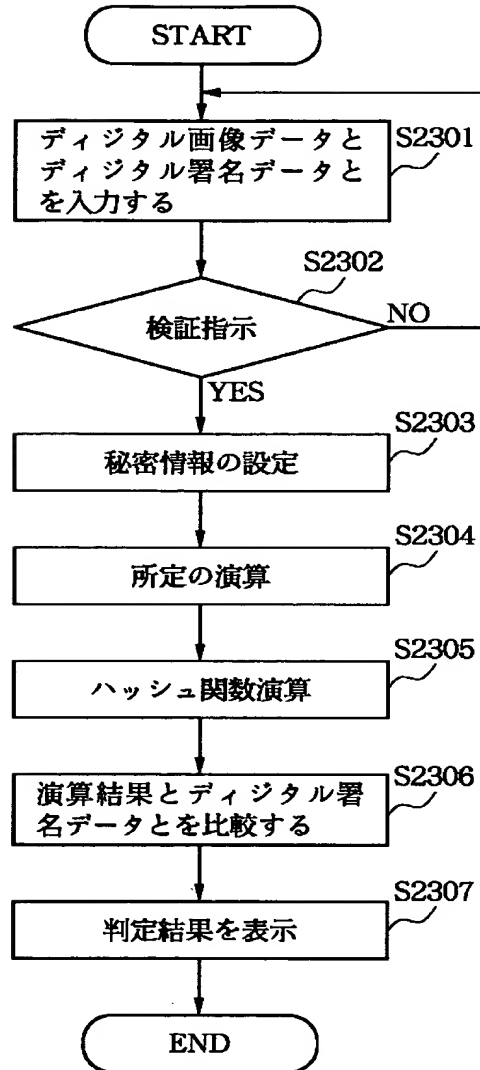 START
ディジタル画像データと
ディジタル署名データと
を入力する
S2301
S2302
検証指示
NO
YES
S2303
秘密情報の設定
S2304
所定の演算
S2305
ハッシュ関数演算
S2306
演算結果とディジタル署
名データとを比較する
S2307
判定結果を表示
END